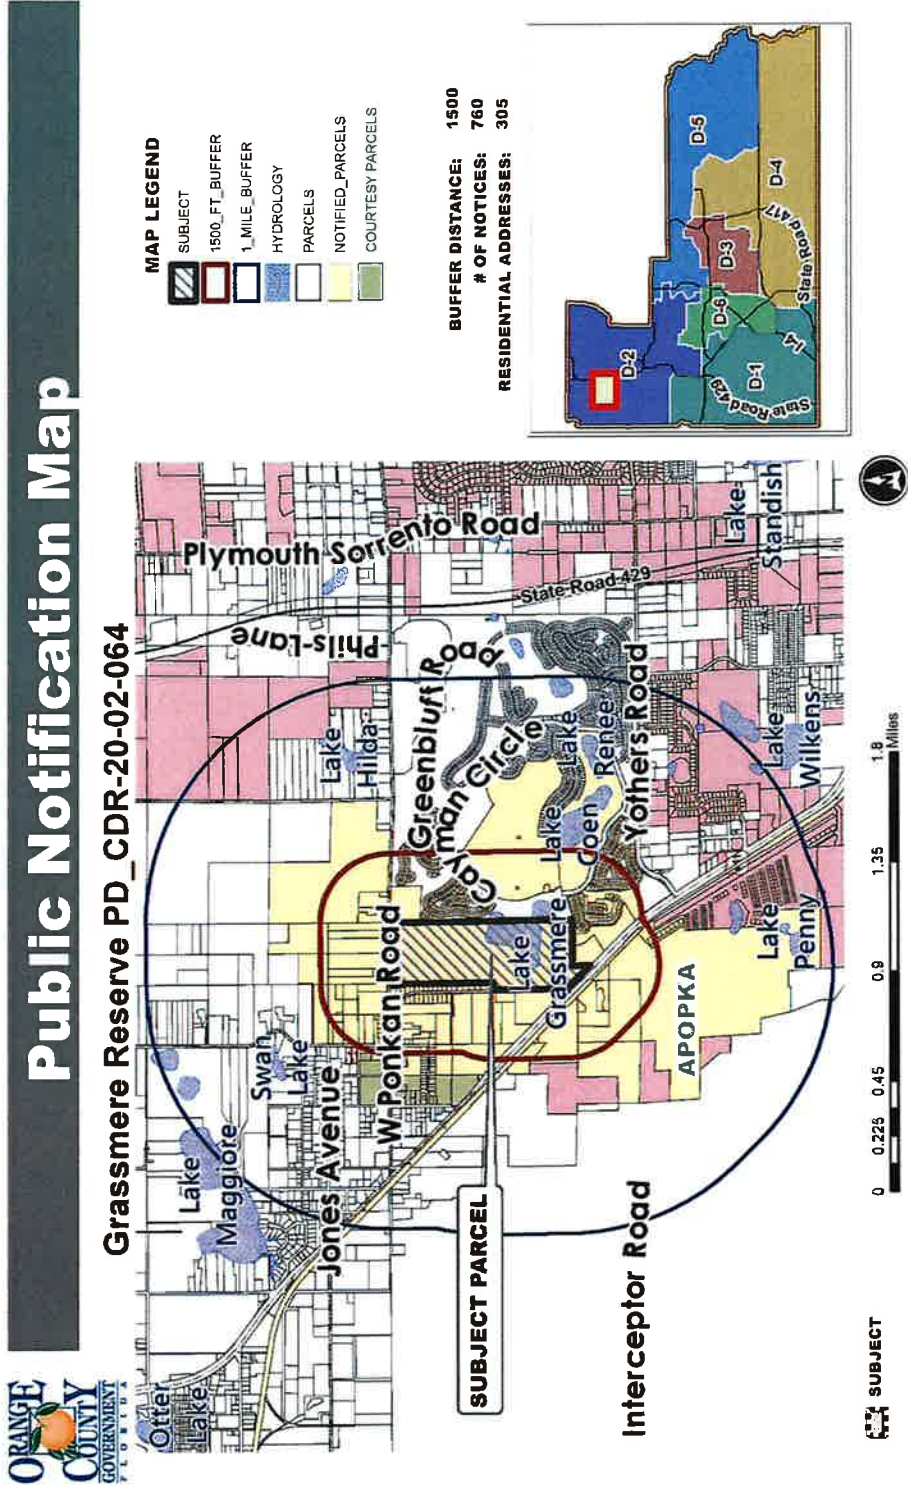 ORANGE
COUNTY
GOVERNMENT
FLORIDA
Public Notification Map
Grassmere Reserve PD_CDR-20-02-064
Otter
Lake
Lake
Maggiore
Swan
Lake
Jones Avenue
W Ponkan Road
Lake
Hilda
Phils-Lane
Plymouth Sorrento Road
Greenbluff Road
Cayman Circle
State Road 429
Lake
Grassmere
Lake
Coen
Lake
Renee
Yothers Road
SUBJECT PARCEL
Interceptor Road
APOPKA
Lake
Penny
Lake
Wilkens
Lake
Standish
MAP LEGEND
SUBJECT
1500_FT_BUFFER
1_MILE_BUFFER
HYDROLOGY
PARCELS
NOTIFIED_PARCELS
COURTESY PARCELS
BUFFER DISTANCE: 1500
# OF NOTICES: 760
RESIDENTIAL ADDRESSES: 305
D-2
D-5
D-6
D-3
D-4
D-1
State Road 429
I4
State Road 417
SUBJECT
0 0.225 0.45 0.9 1.35 1.8
Miles